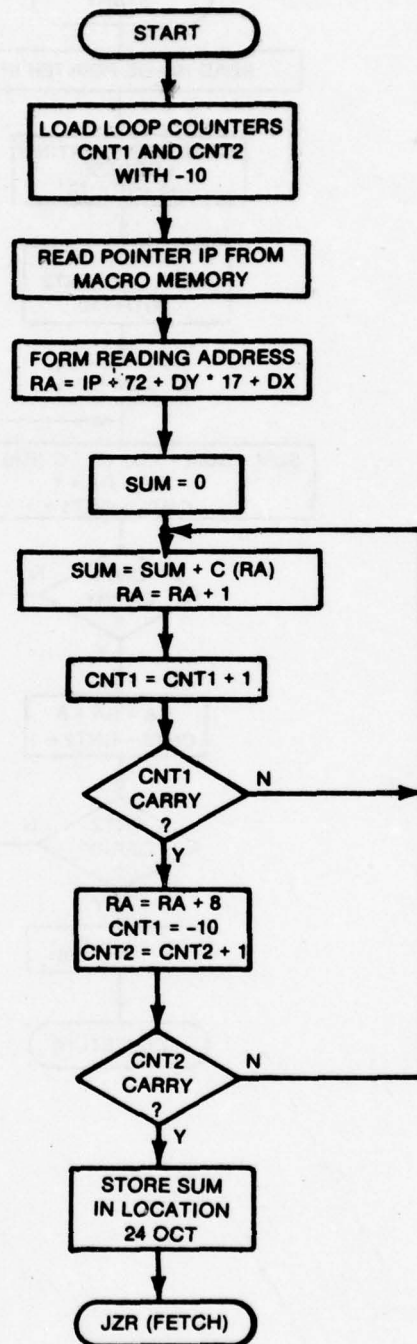 START
LOAD LOOP COUNTERS
CNT1 AND CNT2
WITH -10
READ POINTER IP FROM
MACRO MEMORY
FORM READING ADDRESS
RA = IP + 72 + DY * 17 + DX
SUM = 0
SUM = SUM + C (RA)
RA = RA + 1
CNT1 = CNT1 + 1
CNT1
CARRY
?
N
Y
RA = RA + 8
CNT1 = -10
CNT2 = CNT2 + 1
CNT2
CARRY
?
N
Y
STORE SUM
IN LOCATION
24 OCT
JZR (FETCH)